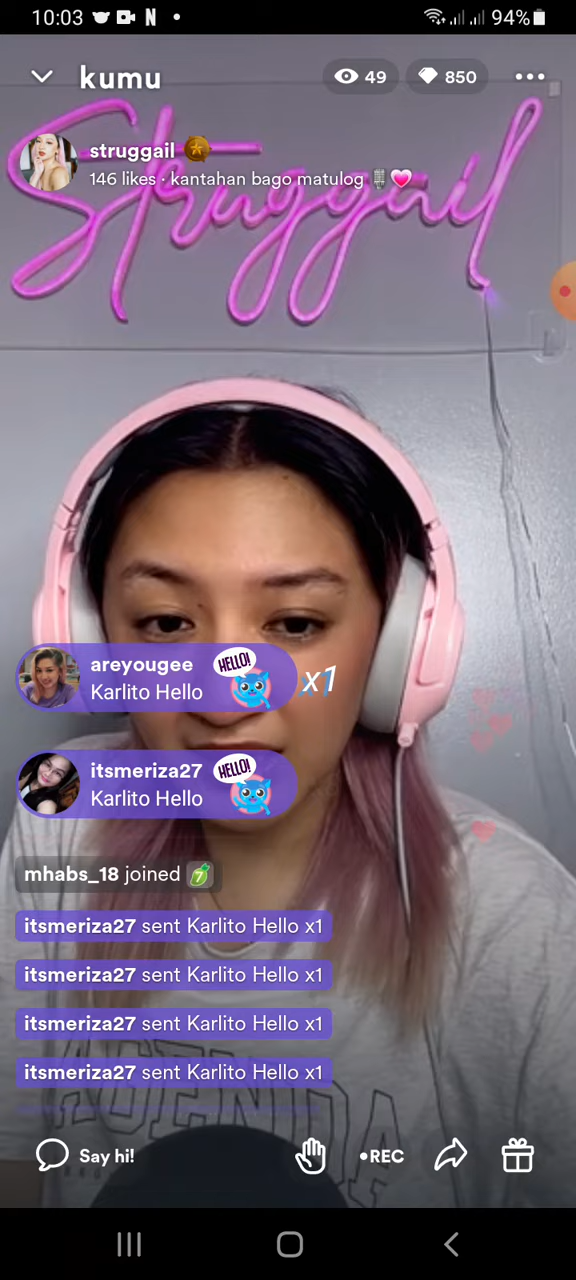 10:03 N 94%
kumu 49 850
Struggail
struggail
146 likes · kantahan bago matulog
HELLO!
areyougee
Karlito Hello x1
HELLO!
itsmeriza27
Karlito Hello
mhabs_18 joined 7
itsmeriza27 sent Karlito Hello x1
itsmeriza27 sent Karlito Hello x1
itsmeriza27 sent Karlito Hello x1
itsmeriza27 sent Karlito Hello x1
AGENDA
Say hi! •REC